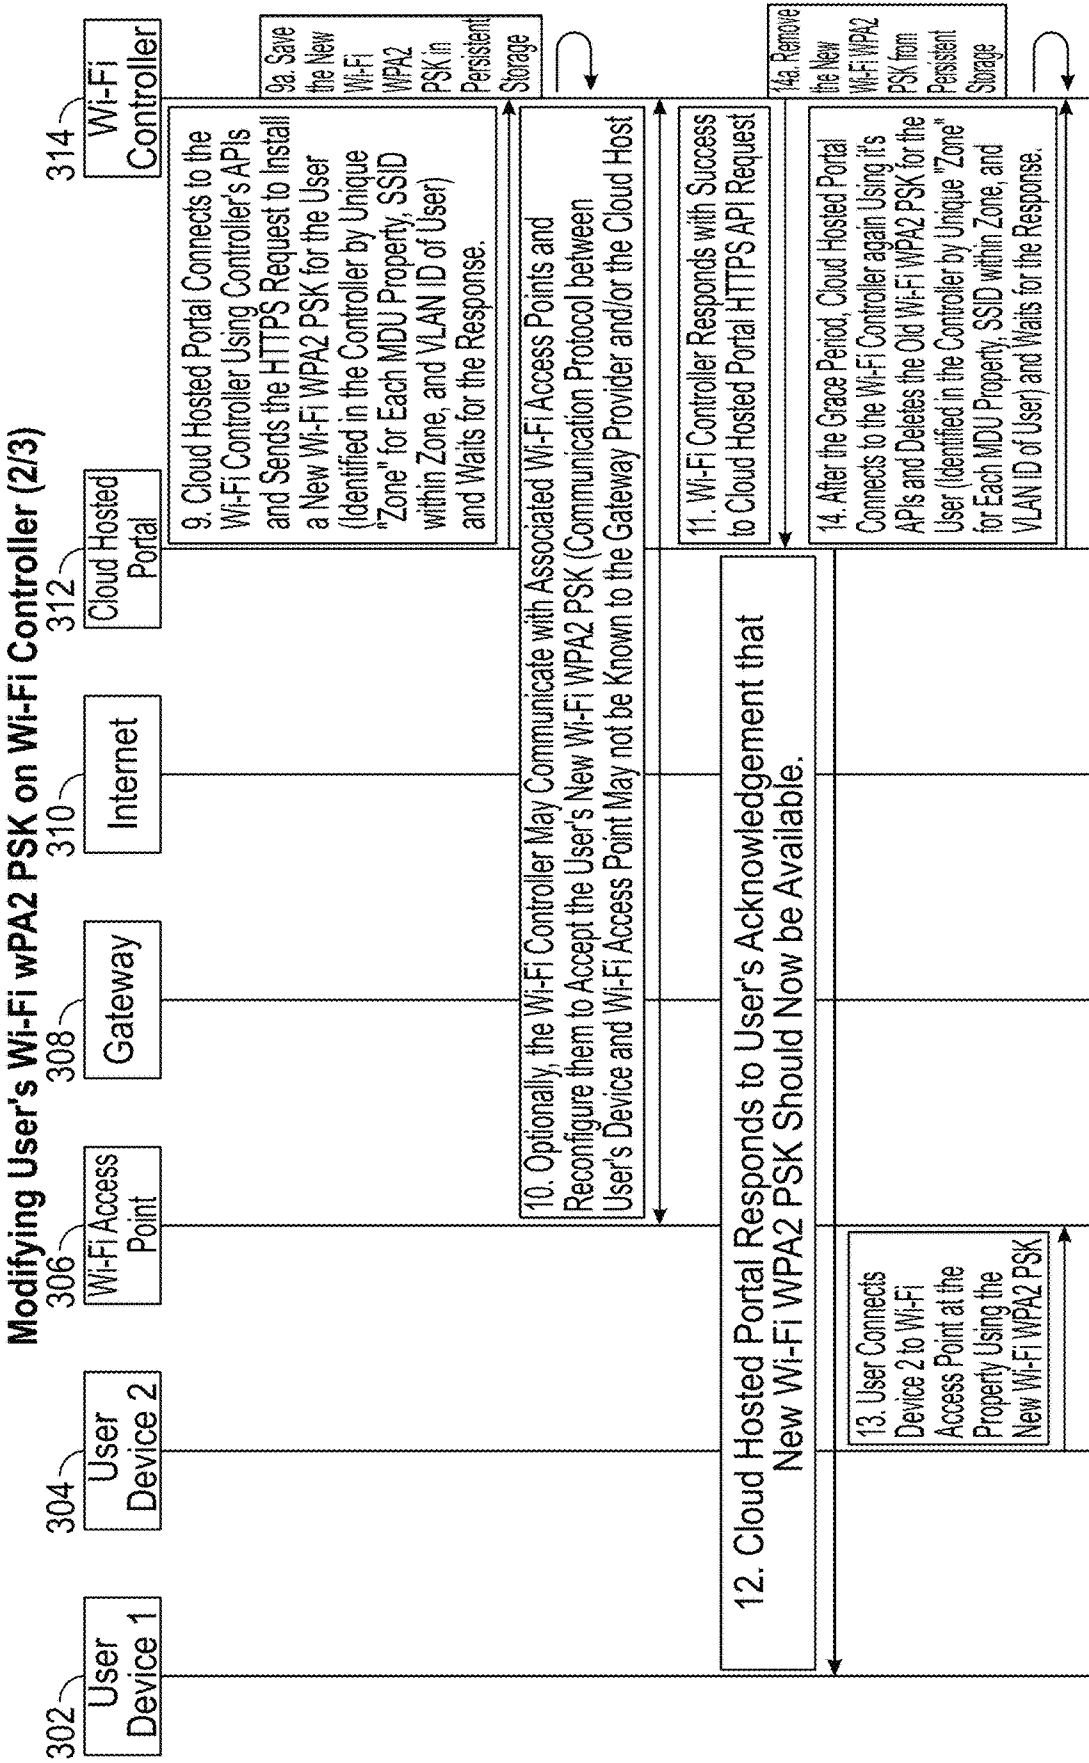 Modifying User's Wi-Fi wPA2 PSK on Wi-Fi Controller (2/3)
302
User
Device 1
304
User
Device 2
306
Wi-Fi Access
Point
308
Gateway
310
Internet
312
Cloud Hosted
Portal
314
Wi-Fi
Controller
9. Cloud Hosted Portal Connects to the
Wi-Fi Controller Using Controller's APIs
and Sends the HTTPS Request to Install
a New Wi-Fi WPA2 PSK for the User
(Identified in the Controller by Unique
"Zone" for Each MDU Property, SSID
within Zone, and VLAN ID of User)
and Waits for the Response.
9a. Save
the New
Wi-Fi
WPA2
PSK in
Persistent
Storage
10. Optionally, the Wi-Fi Controller May Communicate with Associated Wi-Fi Access Points and
Reconfigure them to Accept the User's New Wi-Fi WPA2 PSK (Communication Protocol between
User's Device and Wi-Fi Access Point May not be Known to the Gateway Provider and/or the Cloud Host
11. Wi-Fi Controller Responds with Success
to Cloud Hosted Portal HTTPS API Request
12. Cloud Hosted Portal Responds to User's Acknowledgement that
New Wi-Fi WPA2 PSK Should Now be Available.
13. User Connects
Device 2 to Wi-Fi
Access Point at the
Property Using the
New Wi-Fi WPA2 PSK
14. After the Grace Period, Cloud Hosted Portal
Connects to the Wi-Fi Controller again Using it's
APIs and Deletes the Old Wi-Fi WPA2 PSK for the
User (Identified in the Controller by Unique "Zone"
for Each MDU Property, SSID within Zone, and
VLAN ID of User) and Waits for the Response.
14a. Remove
the New
Wi-Fi WPA2
PSK from
Persistent
Storage